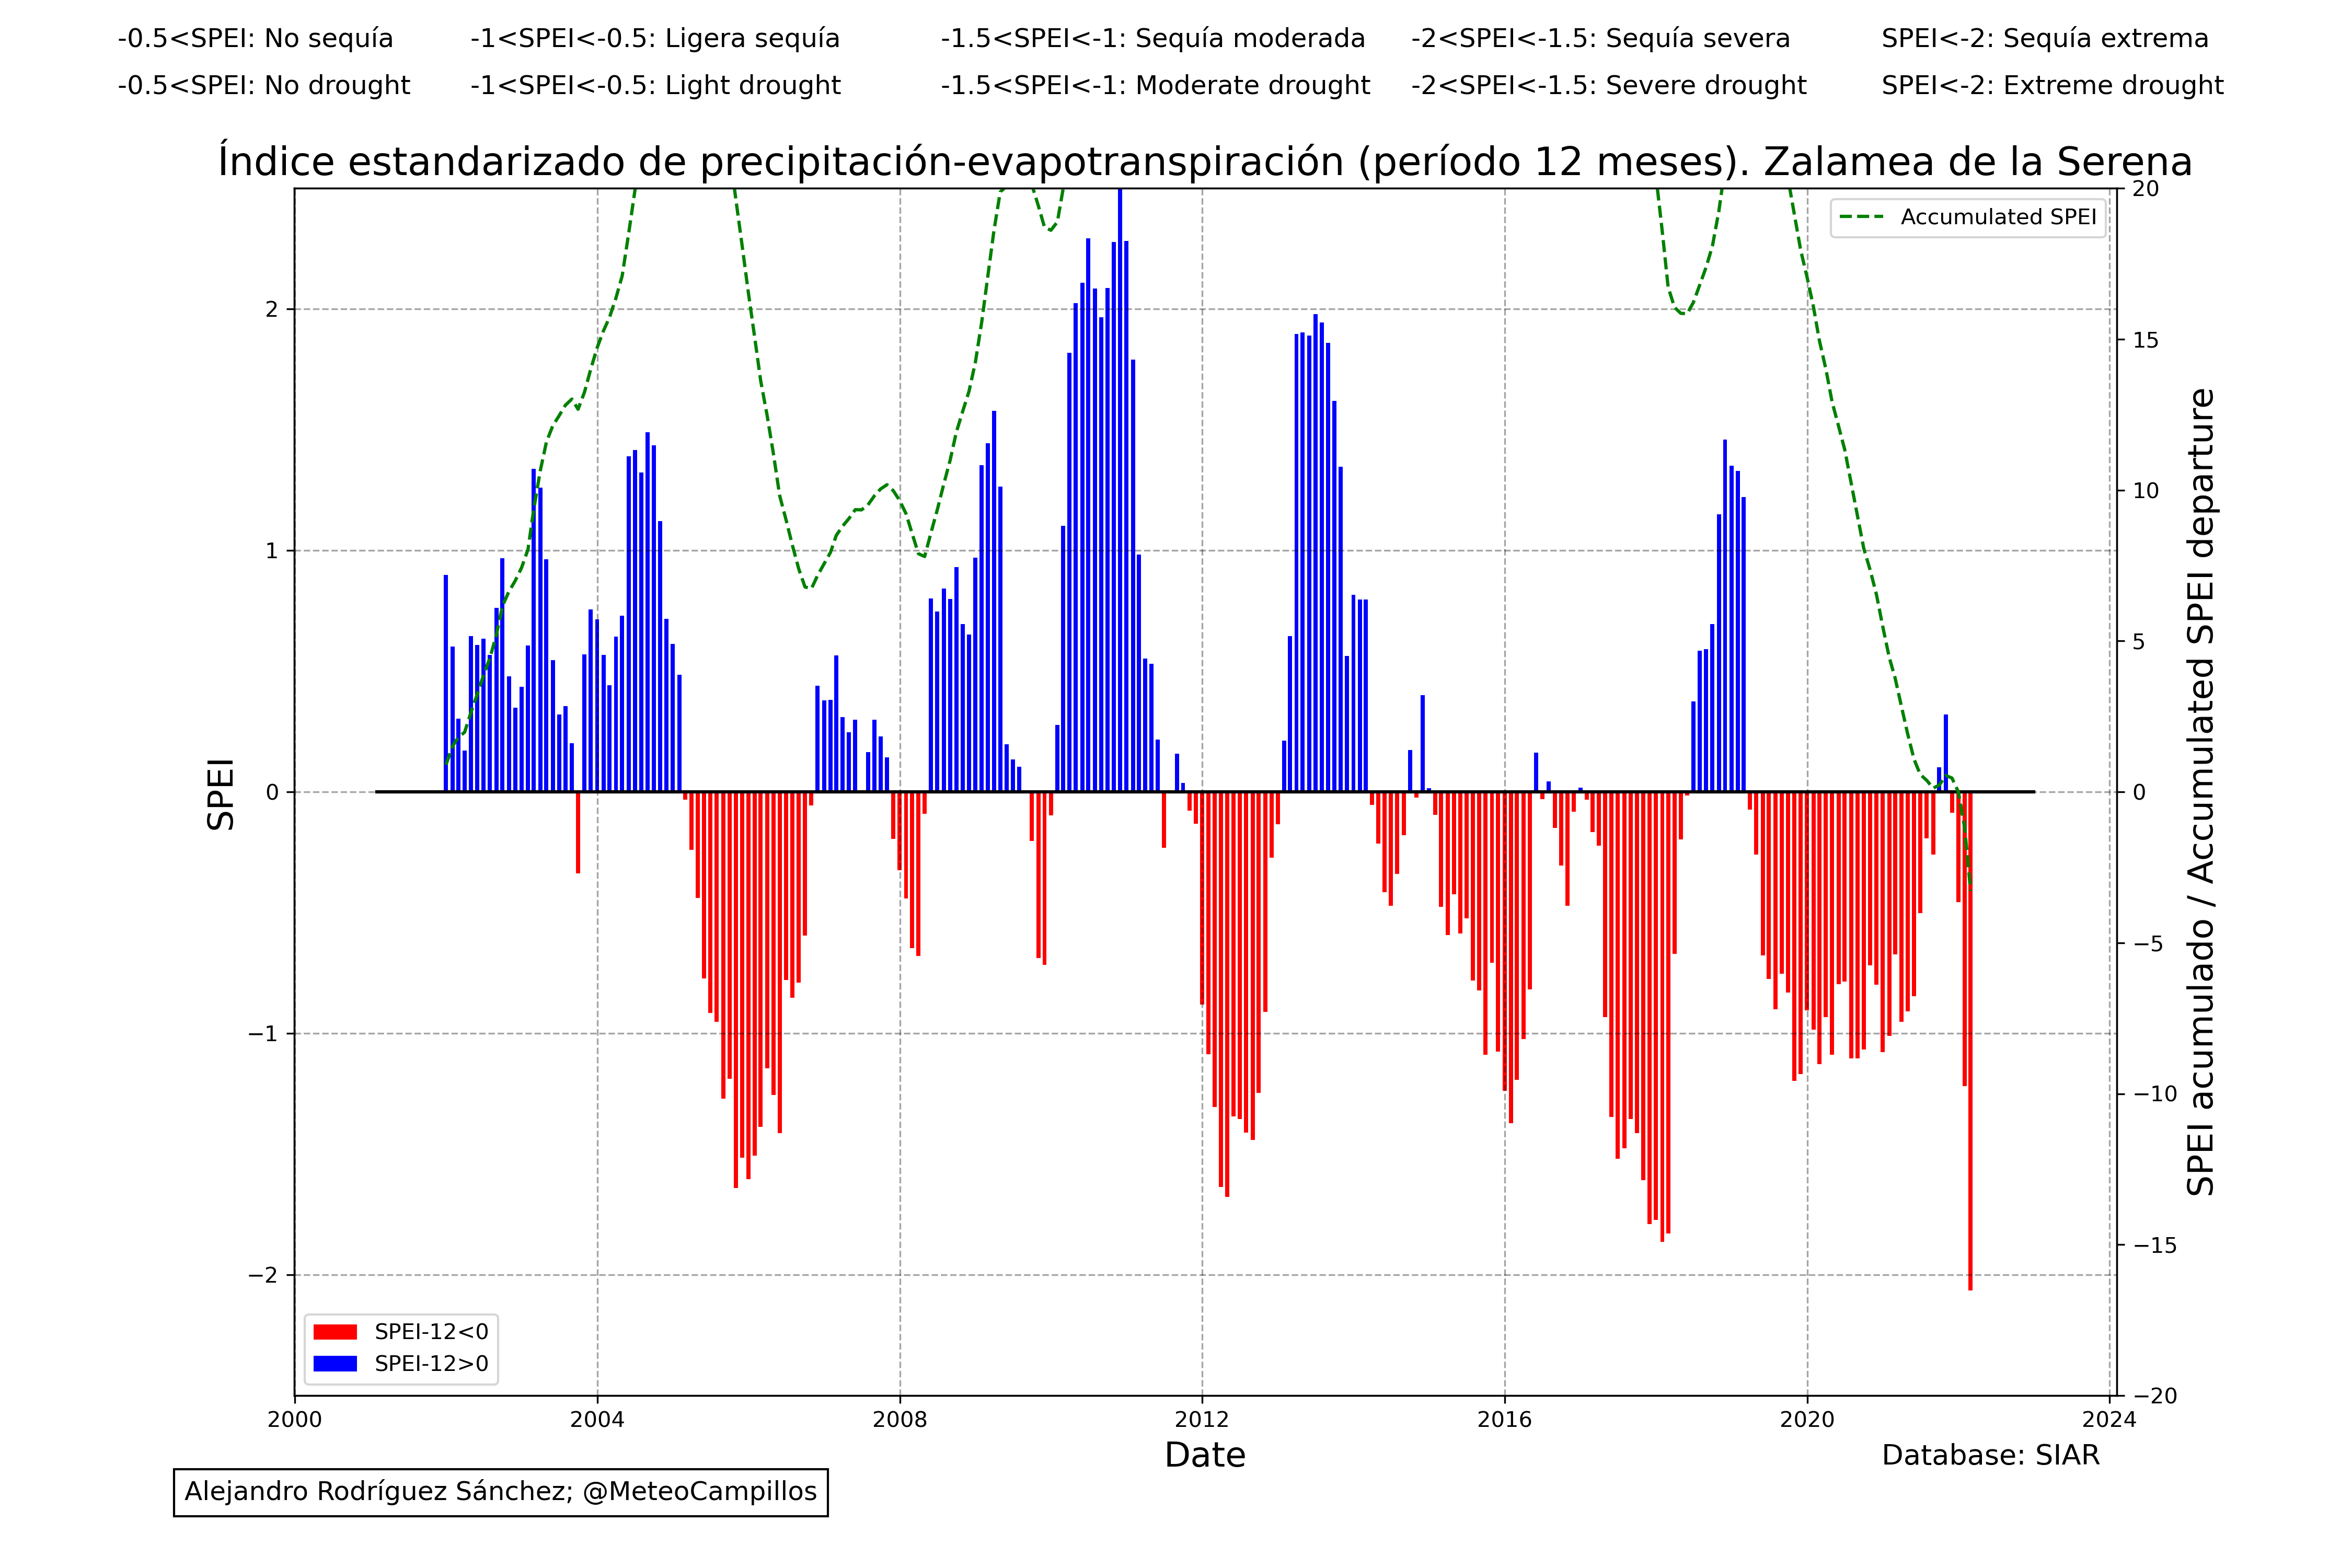 -0.5<SPEI: No sequía -1<SPEI<-0.5: Ligera sequía -1.5<SPEI<-1: Sequía moderada -2<SPEI<-1.5: Sequía severa SPEI<-2: Sequía extrema
-0.5<SPEI: No drought -1<SPEI<-0.5: Light drought -1.5<SPEI<-1: Moderate drought -2<SPEI<-1.5: Severe drought SPEI<-2: Extreme drought
Índice estandarizado de precipitación-evapotranspiración (período 12 meses). Zalamea de la Serena
Accumulated SPEI
SPEI
2
1
0
−1
−2
20
15
10
5
0
−5
−10
−15
−20
SPEI acumulado / Accumulated SPEI departure
SPEI-12<0
SPEI-12>0
2000 2004 2008 2012 2016 2020 2024
Date
Database: SIAR
Alejandro Rodríguez Sánchez; @MeteoCampillos